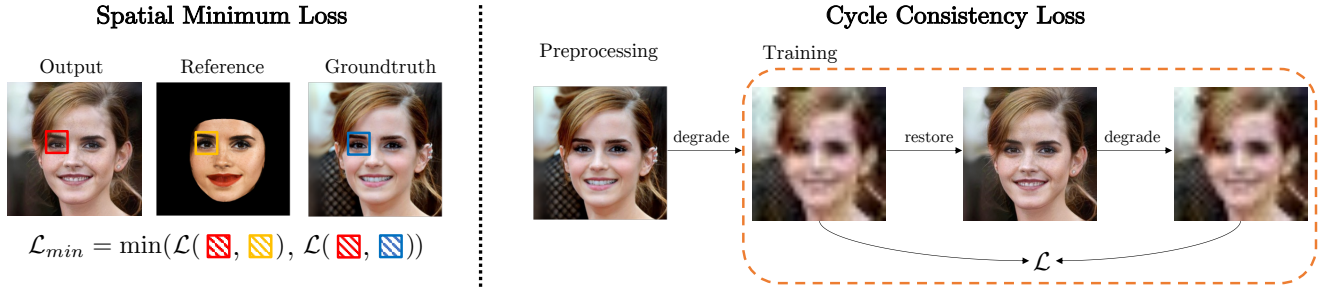 Spatial Minimum Loss
Output Reference Groundtruth
ℒ_min = min(ℒ( , ), ℒ( , ))
Cycle Consistency Loss
Preprocessing
Training
degrade
restore
degrade
ℒ